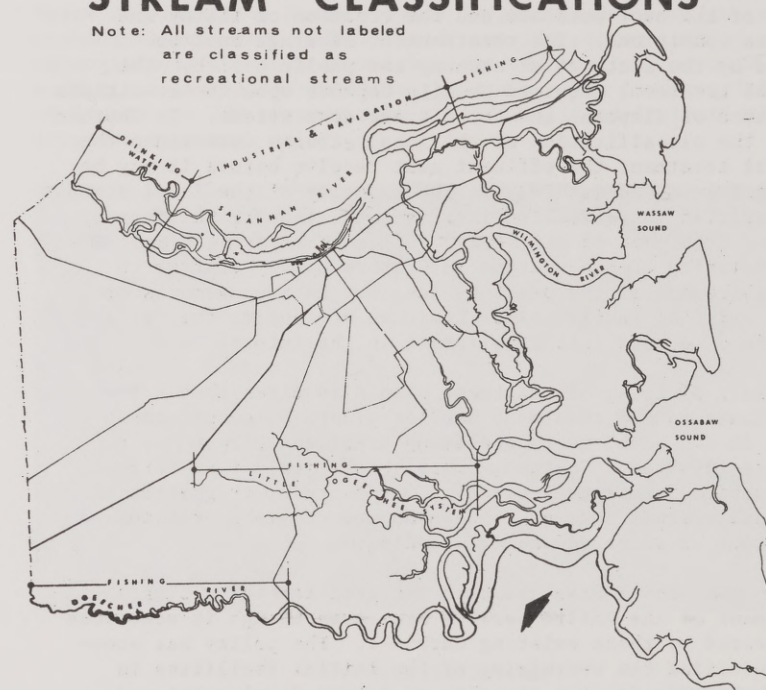 STREAM CLASSIFICATIONS
Note: All streams not labeled
are classified as
recreational streams
FISHING
INDUSTRIAL & NAVIGATION
DRINKING
WATER
SAVANNAH RIVER
WASSAW
SOUND
WILMINGTON RIVER
OSSABAW
SOUND
FISHING
LITTLE OGEECHEE SYSTEM
FISHING
OGEECHEE RIVER